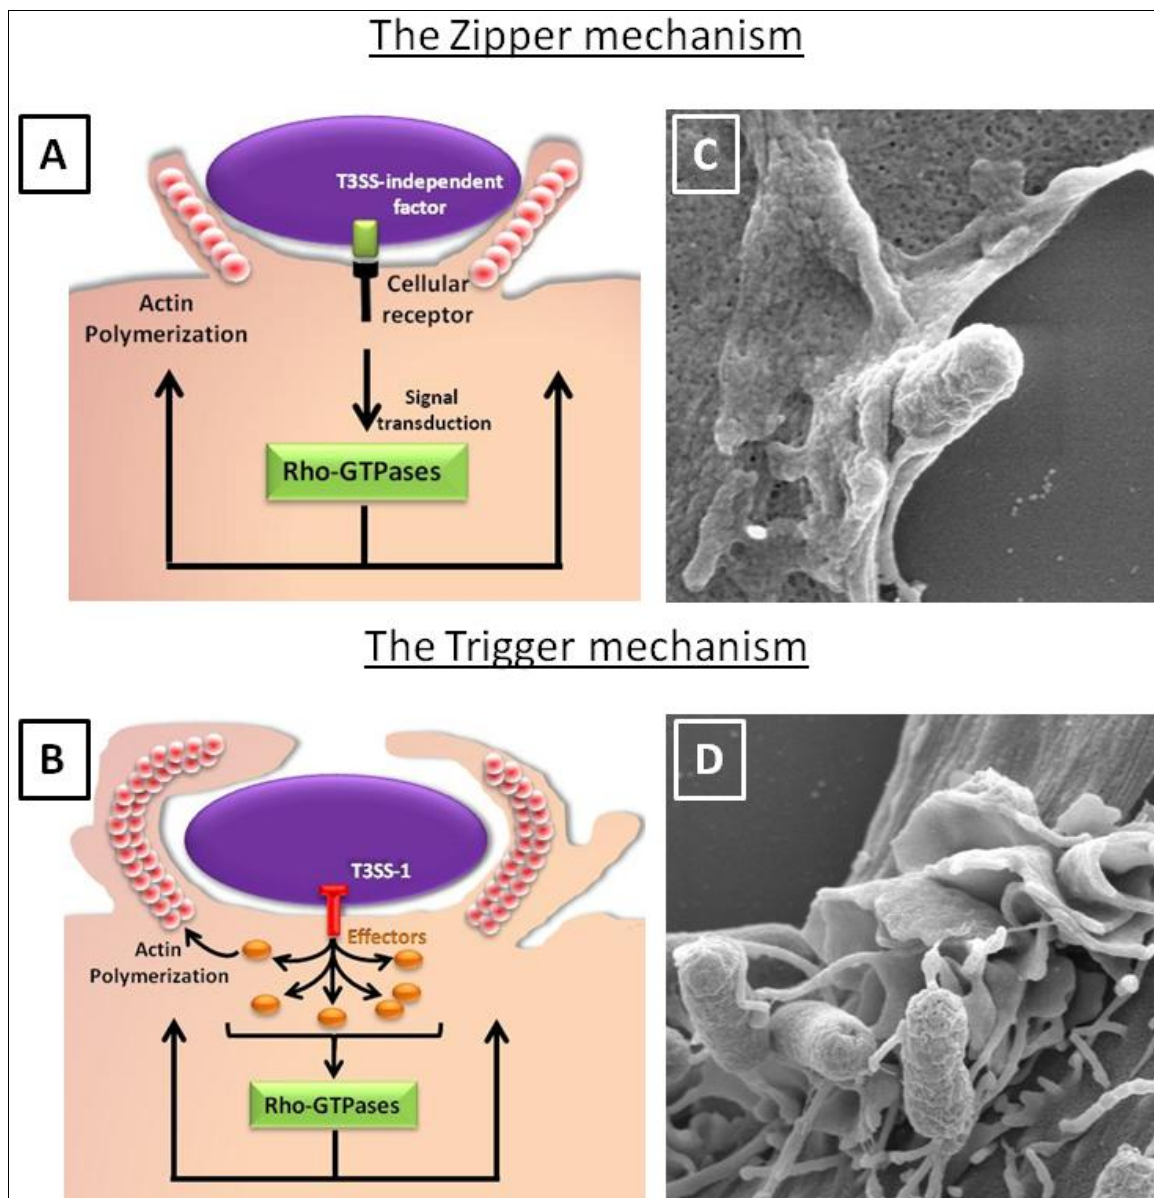 The Zipper mechanism
A
T3SS-independent
factor
Cellular
receptor
Actin
Polymerization
Signal
transduction
Rho-GTPases
C
The Trigger mechanism
B
T3SS-1
Effectors
Actin
Polymerization
Rho-GTPases
D